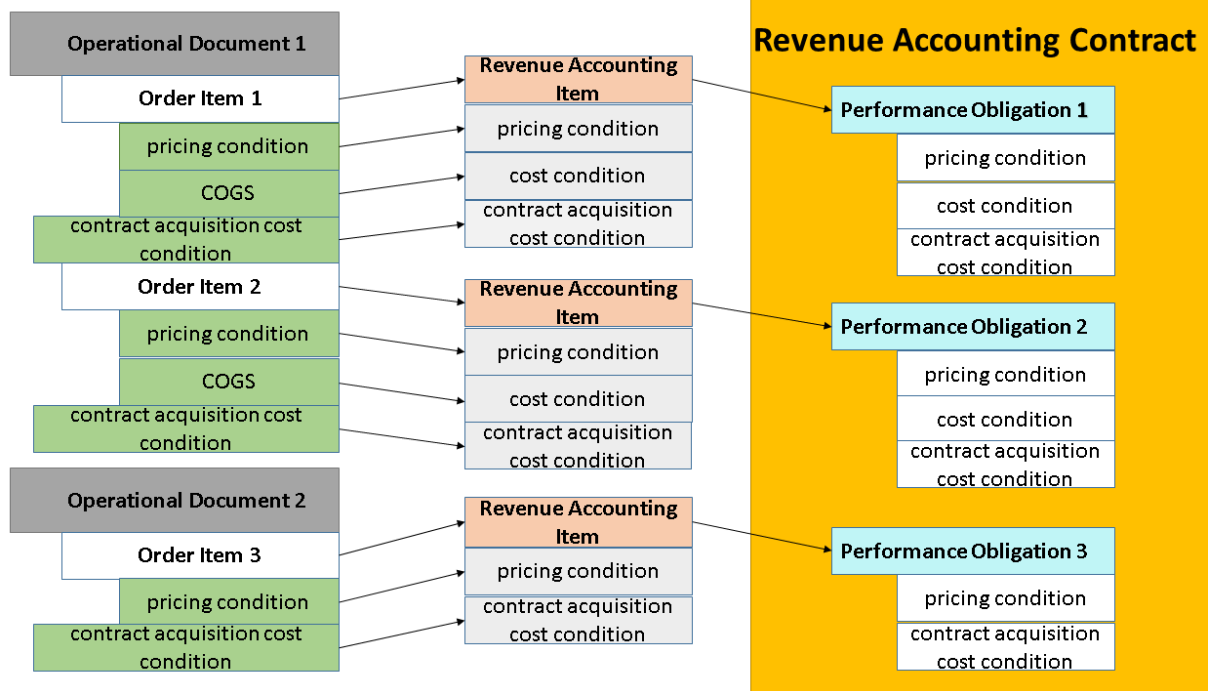 Operational Document 1
Order Item 1
pricing condition
COGS
contract acquisition cost
condition
Order Item 2
pricing condition
COGS
contract acquisition cost
condition
Operational Document 2
Order Item 3
pricing condition
contract acquisition cost
condition
Revenue Accounting
Item
pricing condition
cost condition
contract acquisition
cost condition
Revenue Accounting
Item
pricing condition
cost condition
contract acquisition
cost condition
Revenue Accounting
Item
pricing condition
contract acquisition
cost condition
Revenue Accounting Contract
Performance Obligation 1
pricing condition
cost condition
contract acquisition
cost condition
Performance Obligation 2
pricing condition
cost condition
contract acquisition
cost condition
Performance Obligation 3
pricing condition
contract acquisition
cost condition